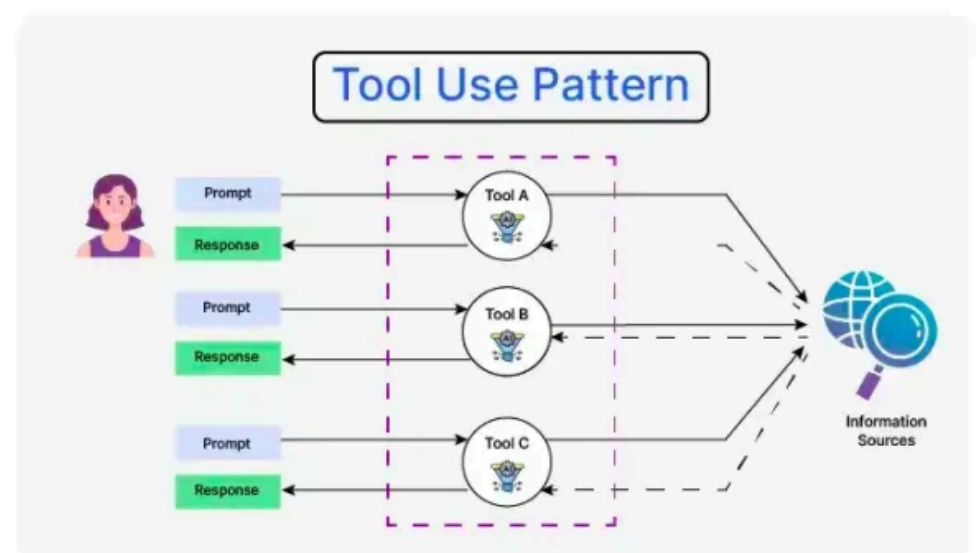 Tool Use Pattern
Prompt
Tool A
Response
Prompt
Tool B
Response
Information
Sources
Prompt
Tool C
Response